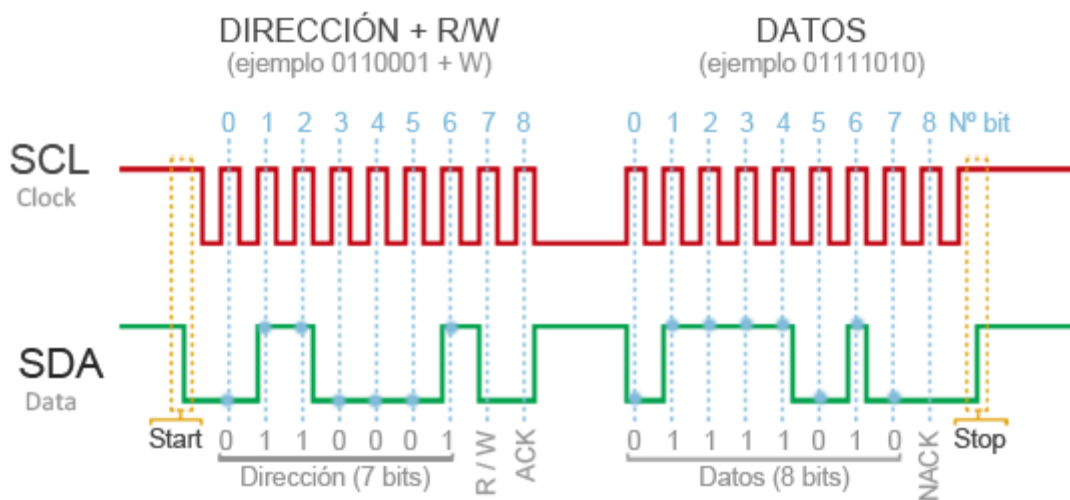 DIRECCIÓN + R/W
(ejemplo 0110001 + W)
DATOS
(ejemplo 01111010)
0 1 2 3 4 5 6 7 8
0 1 2 3 4 5 6 7 8 Nº bit
SCL
Clock
SDA
Data
Start
0 1 1 0 0 0 1
R / W
ACK
Dirección (7 bits)
0 1 1 1 1 0 1 0
NACK
Datos (8 bits)
Stop